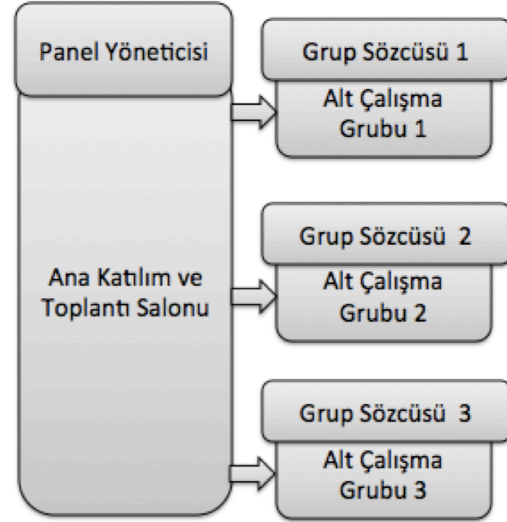 Panel Yöneticisi
Ana Katılım ve
Toplantı Salonu
Grup Sözcüsü 1
Alt Çalışma
Grubu 1
Grup Sözcüsü 2
Alt Çalışma
Grubu 2
Grup Sözcüsü 3
Alt Çalışma
Grubu 3